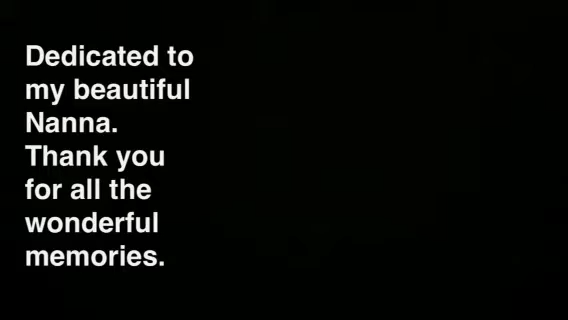 Dedicated to
my beautiful
Nanna.
Thank you
for all the
wonderful
memories.